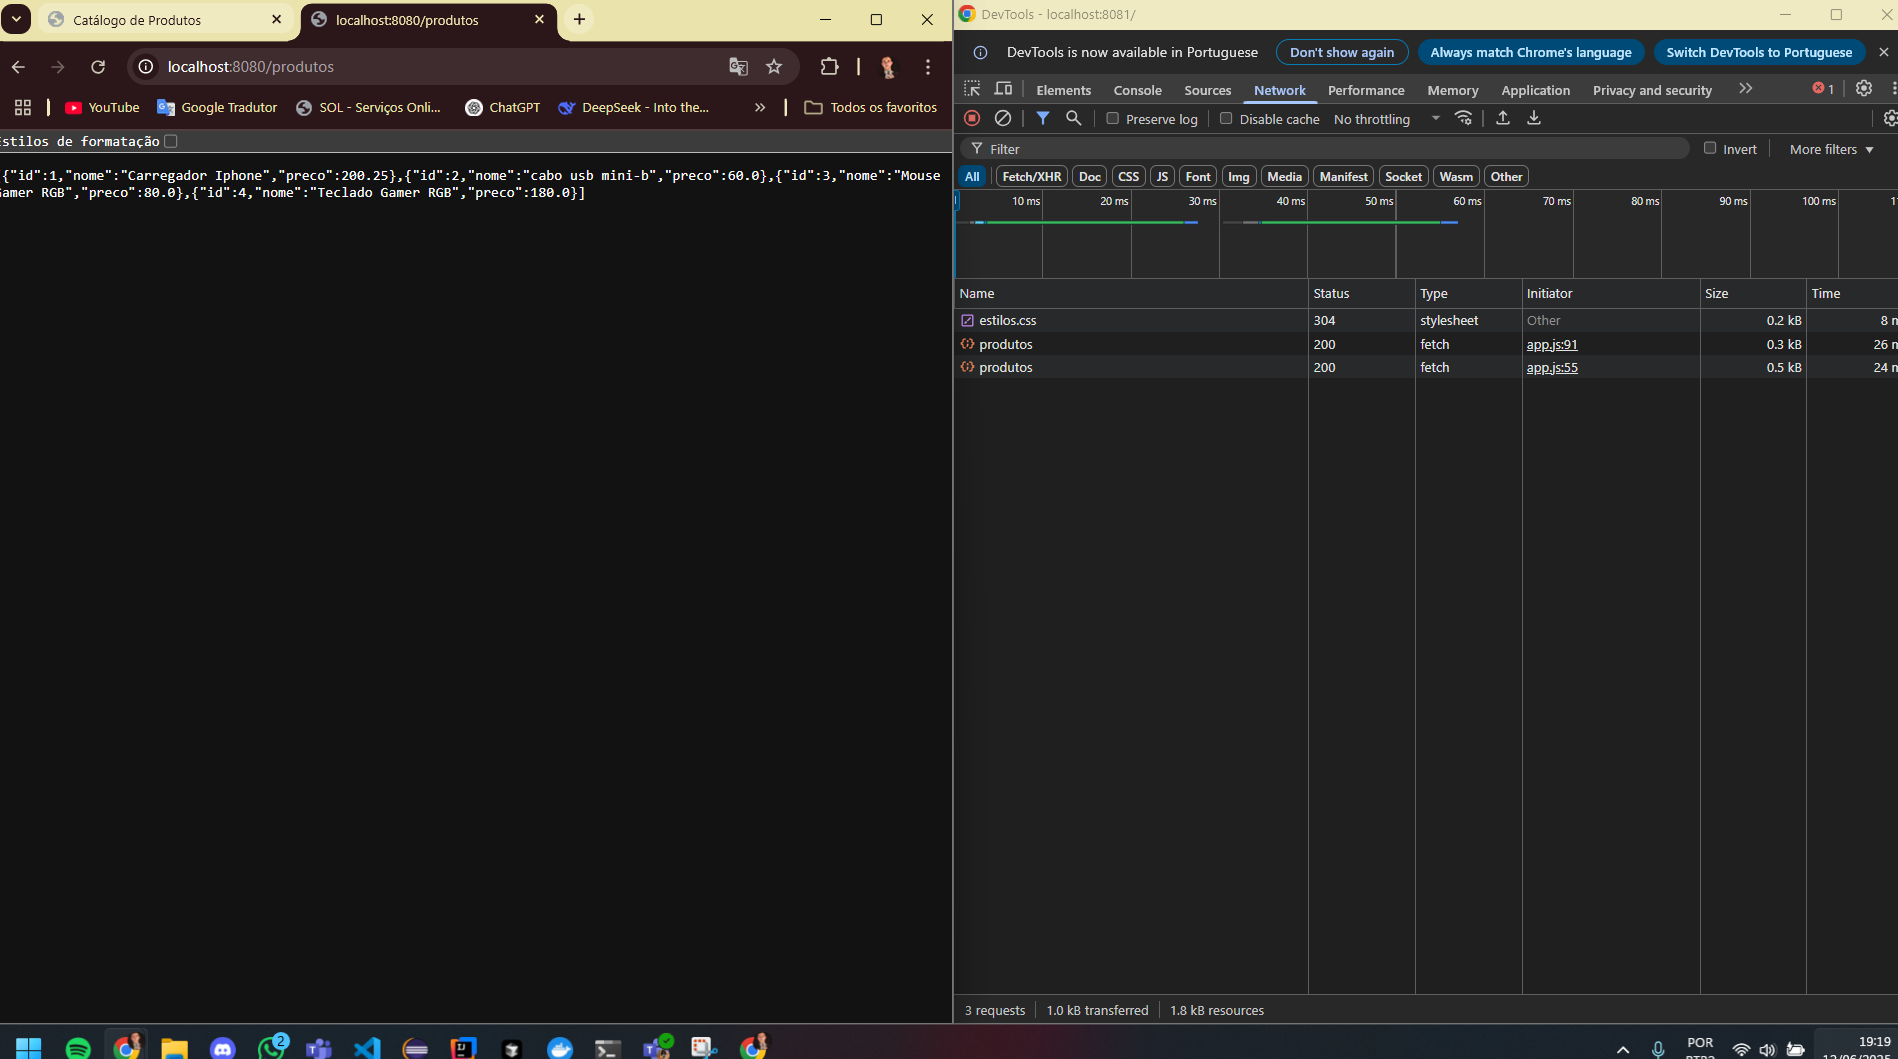 Catálogo de Produtos
localhost:8080/produtos
localhost:8080/produtos
YouTube
Google Tradutor
SOL - Serviços Onli...
ChatGPT
DeepSeek - Into the...
Todos os favoritos
Estilos de formatação
[{"id":1,"nome":"Carregador Iphone","preco":200.25},{"id":2,"nome":"cabo usb mini-b","preco":60.0},{"id":3,"nome":"Mouse
Gamer RGB","preco":80.0},{"id":4,"nome":"Teclado Gamer RGB","preco":180.0}]
DevTools - localhost:8081/
DevTools is now available in Portuguese
Don't show again
Always match Chrome's language
Switch DevTools to Portuguese
Elements
Console
Sources
Network
Performance
Memory
Application
Privacy and security
1
Preserve log
Disable cache
No throttling
Filter
Invert
More filters
All
Fetch/XHR
Doc
CSS
JS
Font
Img
Media
Manifest
Socket
Wasm
Other
10 ms
20 ms
30 ms
40 ms
50 ms
60 ms
70 ms
80 ms
90 ms
100 ms
Name Status Type Initiator Size Time
estilos.css 304 stylesheet Other 0.2 kB 8 m
produtos 200 fetch app.js:91 0.3 kB 26 m
produtos 200 fetch app.js:55 0.5 kB 24 m
3 requests
1.0 kB transferred
1.8 kB resources
2
POR
19:19